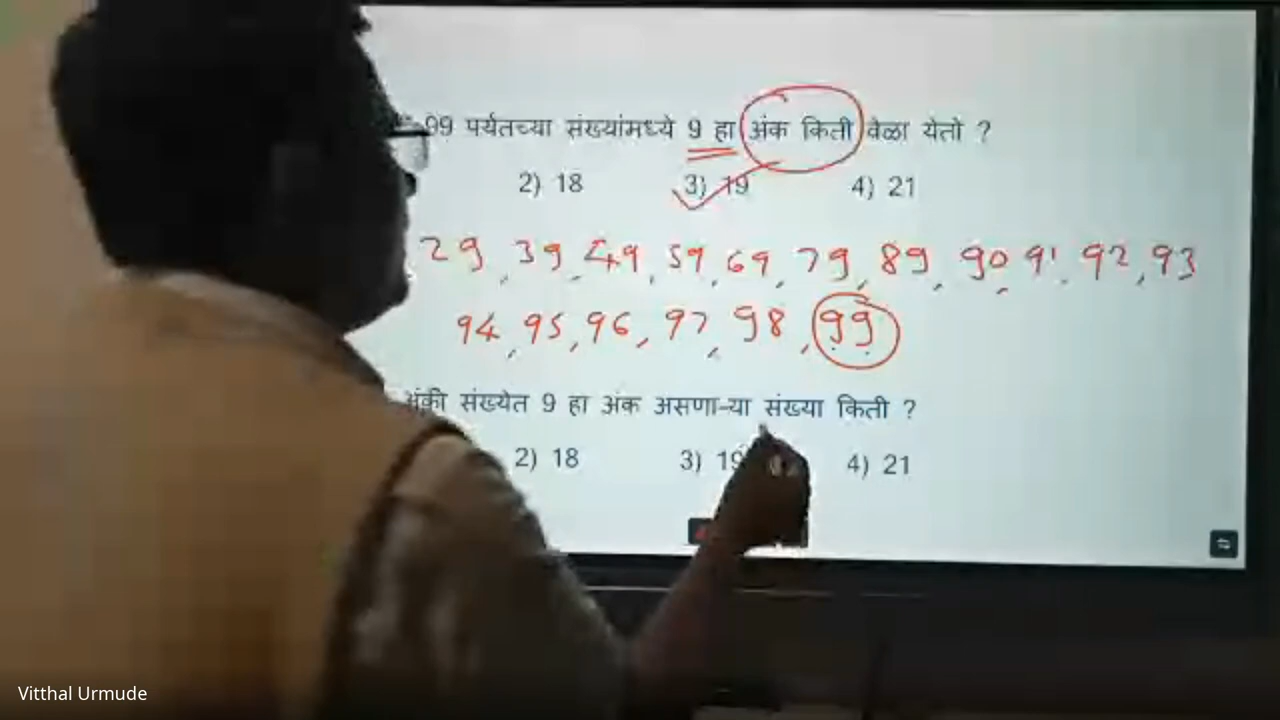 99 पर्यतच्या संख्यांमध्ये 9 हा अंक किती वेळा येतो ?
2) 18 3) 19 4) 21
29, 39, 49, 59, 69, 79, 89, 90, 91, 92, 93
94, 95, 96, 97, 98, 99
अंकी संख्येत 9 हा अंक असणा-या संख्या किती ?
2) 18 3) 19 4) 21
Vitthal Urmude